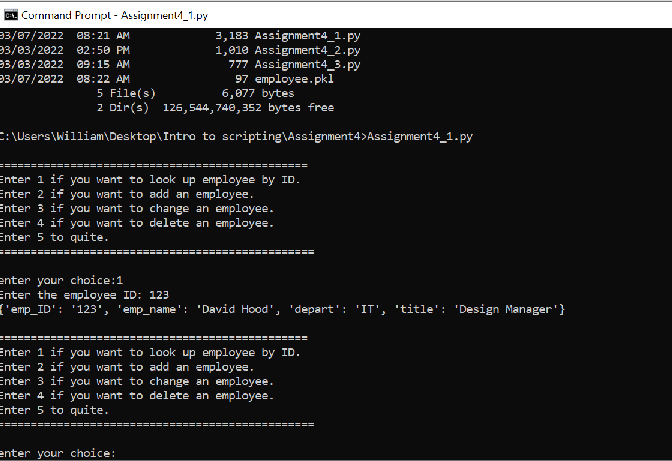 Command Prompt - Assignment4_1.py
03/07/2022 08:21 AM 3,183 Assignment4_1.py
03/03/2022 02:50 PM 1,010 Assignment4_2.py
03/03/2022 09:15 AM 777 Assignment4_3.py
03/07/2022 08:22 AM 97 employee.pkl
5 File(s) 6,077 bytes
2 Dir(s) 126,544,740,352 bytes free
C:\Users\William\Desktop\Intro to scripting\Assignment4>Assignment4_1.py
===============================================
Enter 1 if you want to look up employee by ID.
Enter 2 if you want to add an employee.
Enter 3 if you want to change an employee.
Enter 4 if you want to delete an employee.
Enter 5 to quite.
================================================
enter your choice:1
Enter the employee ID: 123
{'emp_ID': '123', 'emp_name': 'David Hood', 'depart': 'IT', 'title': 'Design Manager'}
===============================================
Enter 1 if you want to look up employee by ID.
Enter 2 if you want to add an employee.
Enter 3 if you want to change an employee.
Enter 4 if you want to delete an employee.
Enter 5 to quite.
================================================
enter your choice: